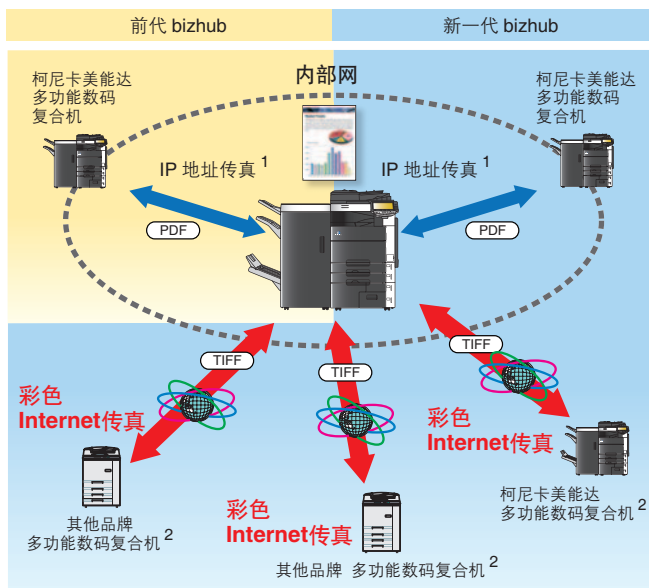 前代 bizhub
新一代 bizhub
内部网
柯尼卡美能达
多功能数码
复合机
柯尼卡美能达
多功能数码
复合机
IP 地址传真1
IP 地址传真1
PDF
PDF
TIFF
TIFF
TIFF
彩色
Internet传真
彩色
Internet传真
彩色
Internet传真
其他品牌
多功能数码复合机2
其他品牌 多功能数码复合机2
柯尼卡美能达
多功能数码复合机2